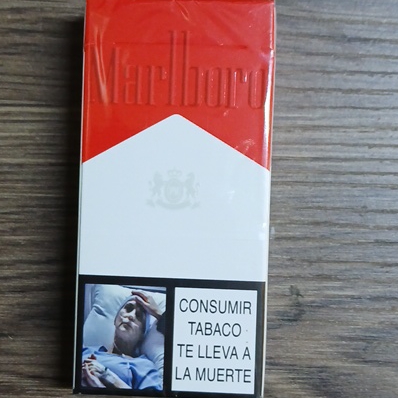 Marlboro
CONSUMIR
TABACO
TE LLEVA A
LA MUERTE